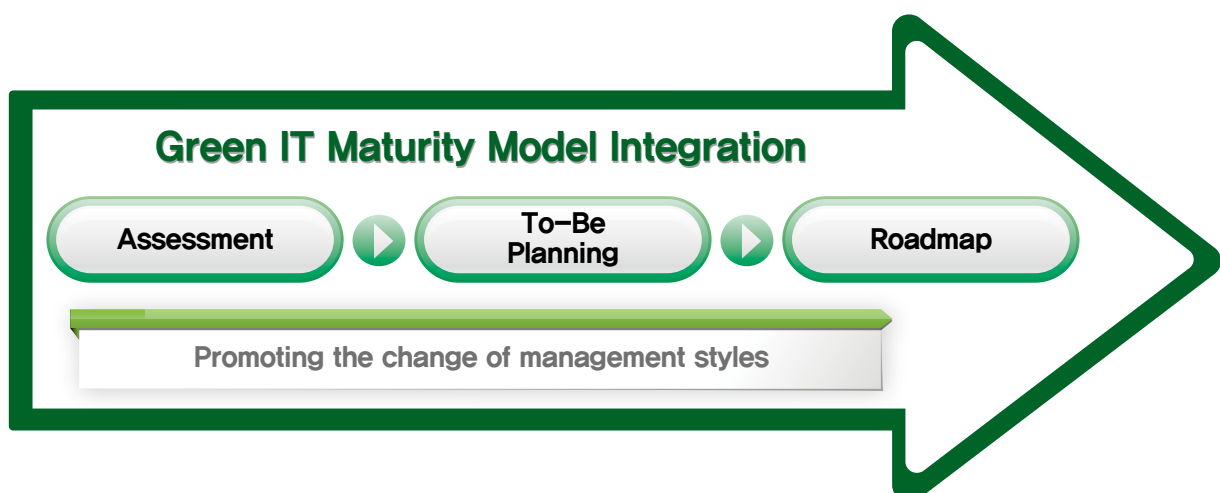 Green IT Maturity Model Integration
Assessment
To-Be
Planning
Roadmap
Promoting the change of management styles